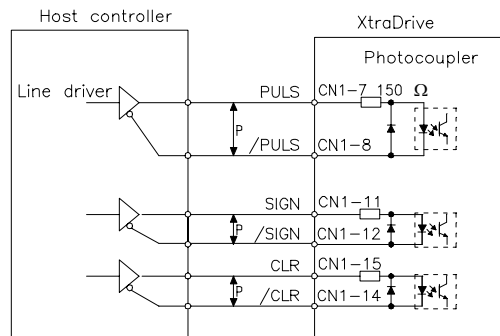 Host controller
XtraDrive
Photocoupler
Line driver
PULS CN1-7 150 Ω
P
/PULS CN1-8
SIGN CN1-11
P
/SIGN CN1-12
CLR CN1-15
P
/CLR CN1-14